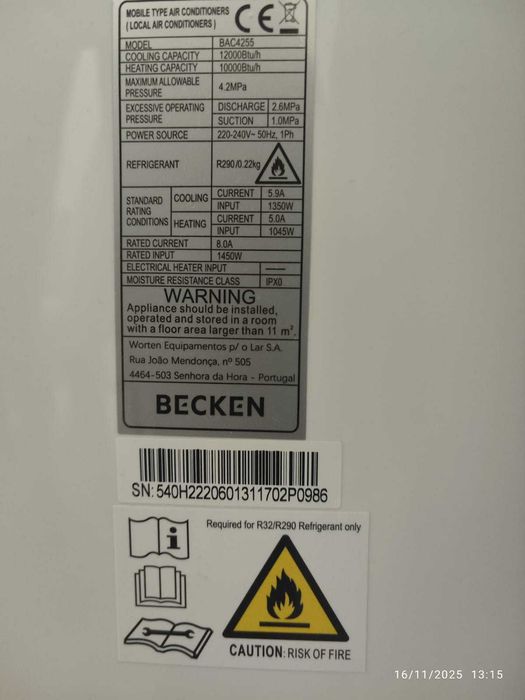 MOBILE TYPE AIR CONDITIONERS
( LOCAL AIR CONDITIONERS )
CE
MODEL BAC4255
COOLING CAPACITY 12000Btu/h
HEATING CAPACITY 10000Btu/h
MAXIMUM ALLOWABLE PRESSURE 4.2MPa
EXCESSIVE OPERATING PRESSURE DISCHARGE 2.6MPa
SUCTION 1.0MPa
POWER SOURCE 220-240V~ 50Hz, 1Ph
REFRIGERANT R290/0.22kg
STANDARD RATING CONDITIONS COOLING CURRENT 5.9A
INPUT 1350W
HEATING CURRENT 5.0A
INPUT 1045W
RATED CURRENT 8.0A
RATED INPUT 1450W
ELECTRICAL HEATER INPUT ——
MOISTURE RESISTANCE CLASS IPX0
WARNING
Appliance should be installed,
operated and stored in a room
with a floor area larger than 11 m².
Worten Equipamentos p/ o Lar S.A.
Rua João Mendonça, nº 505
4464-503 Senhora da Hora - Portugal
BECKEN
SN: 540H2220601311702P0986
Required for R32/R290 Refrigerant only
i
CAUTION: RISK OF FIRE
16/11/2025 13:15